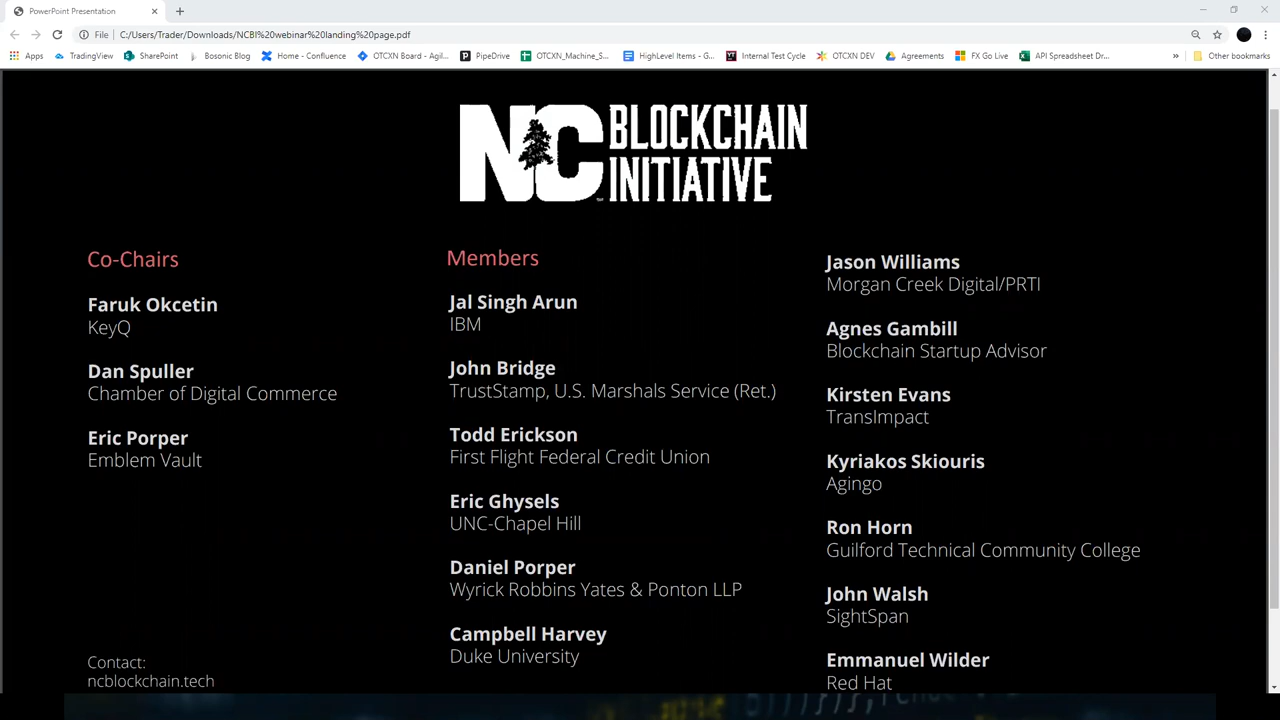 PowerPoint Presentation
File
C:/Users/Trader/Downloads/NCBI%20webinar%20landing%20page.pdf
Apps
TradingView
SharePoint
Bosonic Blog
Home - Confluence
OTCXN Board - Agil...
PipeDrive
OTCXN_Machine_S...
HighLevel Items - G...
Internal Test Cycle
OTCXN DEV
Agreements
FX Go Live
API Spreadsheet Dr...
»
Other bookmarks
NC BLOCKCHAIN
INITIATIVE
Co-Chairs
Faruk Okcetin
KeyQ
Dan Spuller
Chamber of Digital Commerce
Eric Porper
Emblem Vault
Contact:
ncblockchain.tech
Members
Jal Singh Arun
IBM
John Bridge
TrustStamp, U.S. Marshals Service (Ret.)
Todd Erickson
First Flight Federal Credit Union
Eric Ghysels
UNC-Chapel Hill
Daniel Porper
Wyrick Robbins Yates & Ponton LLP
Campbell Harvey
Duke University
Jason Williams
Morgan Creek Digital/PRTI
Agnes Gambill
Blockchain Startup Advisor
Kirsten Evans
TransImpact
Kyriakos Skiouris
Agingo
Ron Horn
Guilford Technical Community College
John Walsh
SightSpan
Emmanuel Wilder
Red Hat